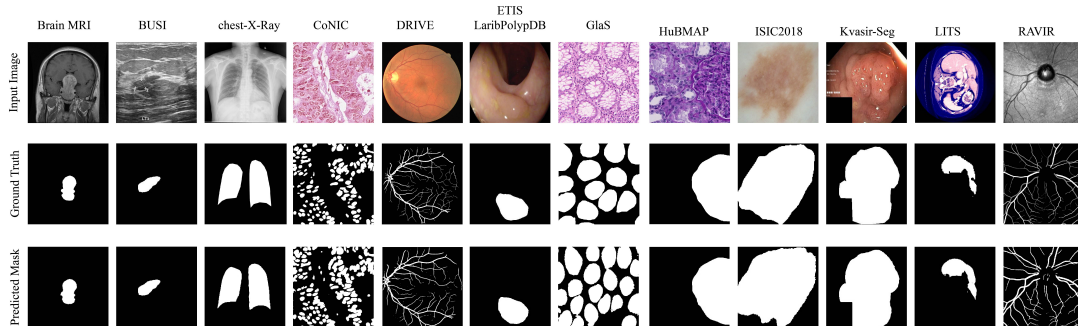 Brain MRI
BUSI
chest-X-Ray
CoNIC
DRIVE
ETIS
LaribPolypDB
GlaS
HuBMAP
ISIC2018
Kvasir-Seg
LITS
RAVIR
Input Image
Ground Truth
Predicted Mask